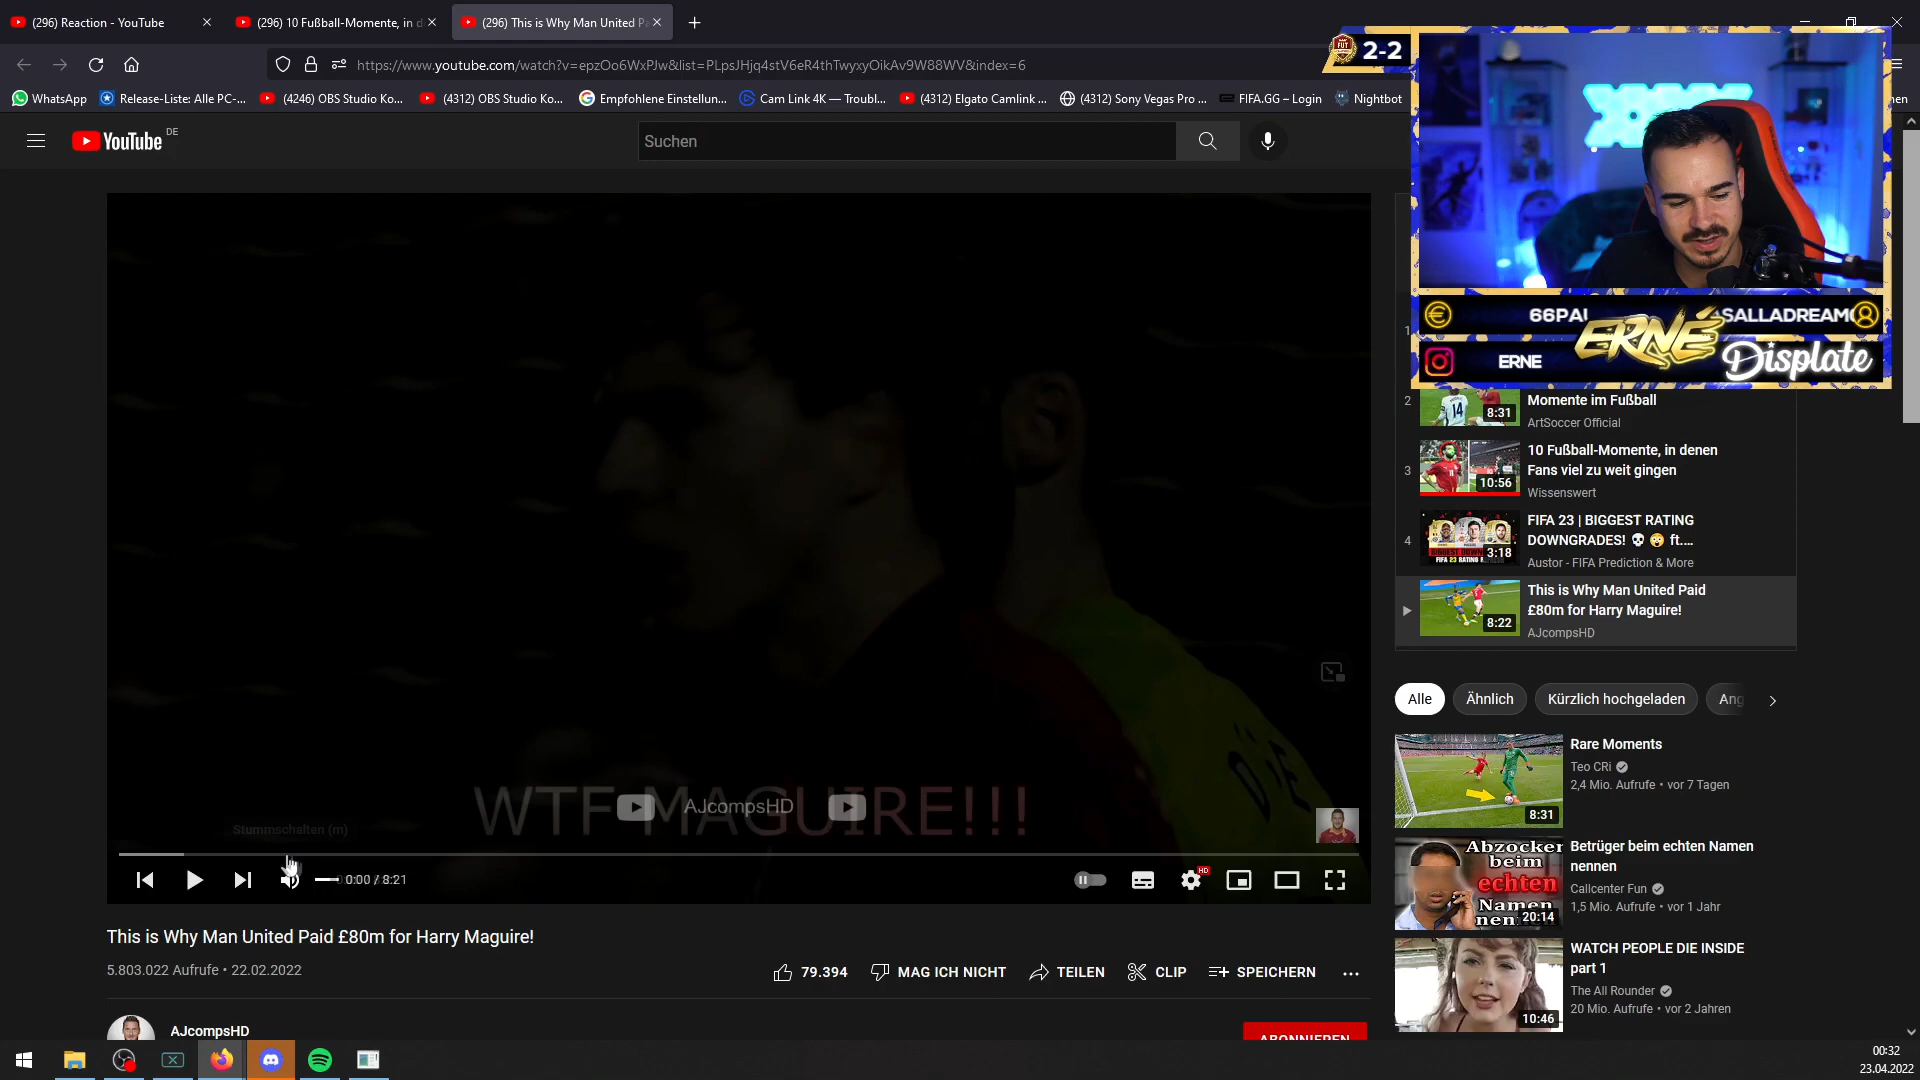 (296) Reaction - YouTube
(296) 10 Fußball-Momente, in d
(296) This is Why Man United Pa
https://www.youtube.com/watch?v=epzOo6WxPJw&list=PLpsJHjq4stV6eR4thTwyxyOikAv9W88WV&index=6
2-2
WhatsApp
Release-Liste: Alle PC-...
(4246) OBS Studio Ko...
(4312) OBS Studio Ko...
Empfohlene Einstellun...
Cam Link 4K — Troubl...
(4312) Elgato Camlink ...
(4312) Sony Vegas Pro ...
FIFA.GG – Login
Nightbot
YouTube DE
Suchen
66PAU
SALLADREAM
ERNE
ERNÉ
Displate
WTF MAGUIRE!!!
AJcompsHD
Stummschalten (m)
0:00 / 8:21
HD
This is Why Man United Paid £80m for Harry Maguire!
5.803.022 Aufrufe • 22.02.2022
79.394
MAG ICH NICHT
TEILEN
CLIP
SPEICHERN
AJcompsHD
ABONNIEREN
1
2
8:31
Momente im Fußball
ArtSoccer Official
3
10:56
10 Fußball-Momente, in denen
Fans viel zu weit gingen
Wissenswert
4
3:18
FIFA 23 | BIGGEST RATING
DOWNGRADES! 💀 😳 ft....
Austor - FIFA Prediction & More
8:22
This is Why Man United Paid
£80m for Harry Maguire!
AJcompsHD
Alle
Ähnlich
Kürzlich hochgeladen
Ang
8:31
Rare Moments
Teo CRi
2,4 Mio. Aufrufe • vor 7 Tagen
Abzocker
beim
echten
Namen
20:14
Betrüger beim echten Namen
nennen
Callcenter Fun
1,5 Mio. Aufrufe • vor 1 Jahr
10:46
WATCH PEOPLE DIE INSIDE
part 1
The All Rounder
20 Mio. Aufrufe • vor 2 Jahren
00:32
23.04.2022